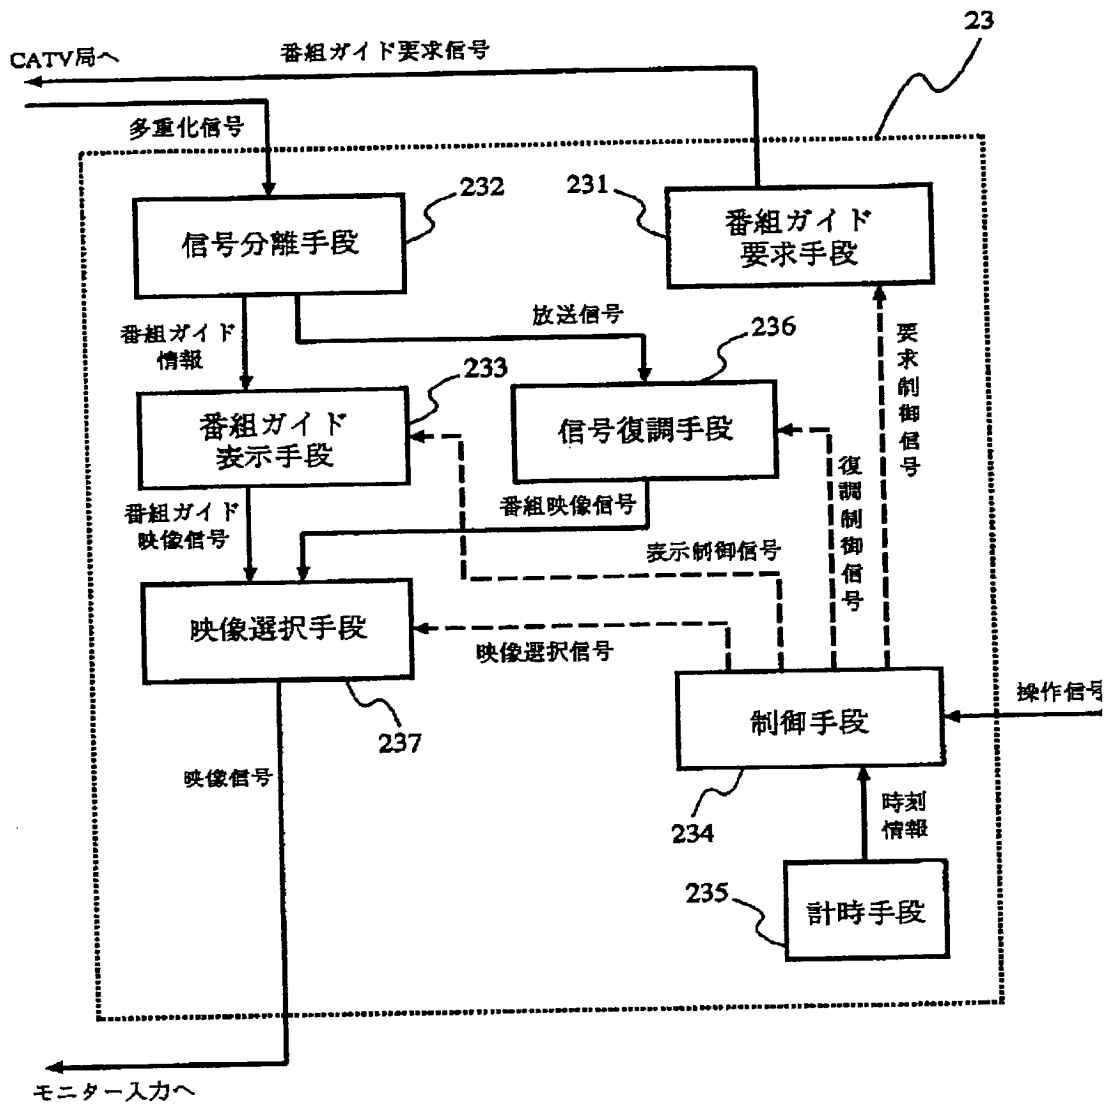 23
番組ガイド要求信号
CATV局へ
多重化信号
232
231
信号分離手段
番組ガイド
要求手段
放送信号
236
番組ガイド
情報
233
要求制御信号
番組ガイド
表示手段
信号復調手段
復調制御信号
番組ガイド
映像信号
番組映像信号
表示制御信号
映像選択手段
映像選択信号
操作信号
制御手段
237
映像信号
234
時刻
情報
235
計時手段
モニター入力へ